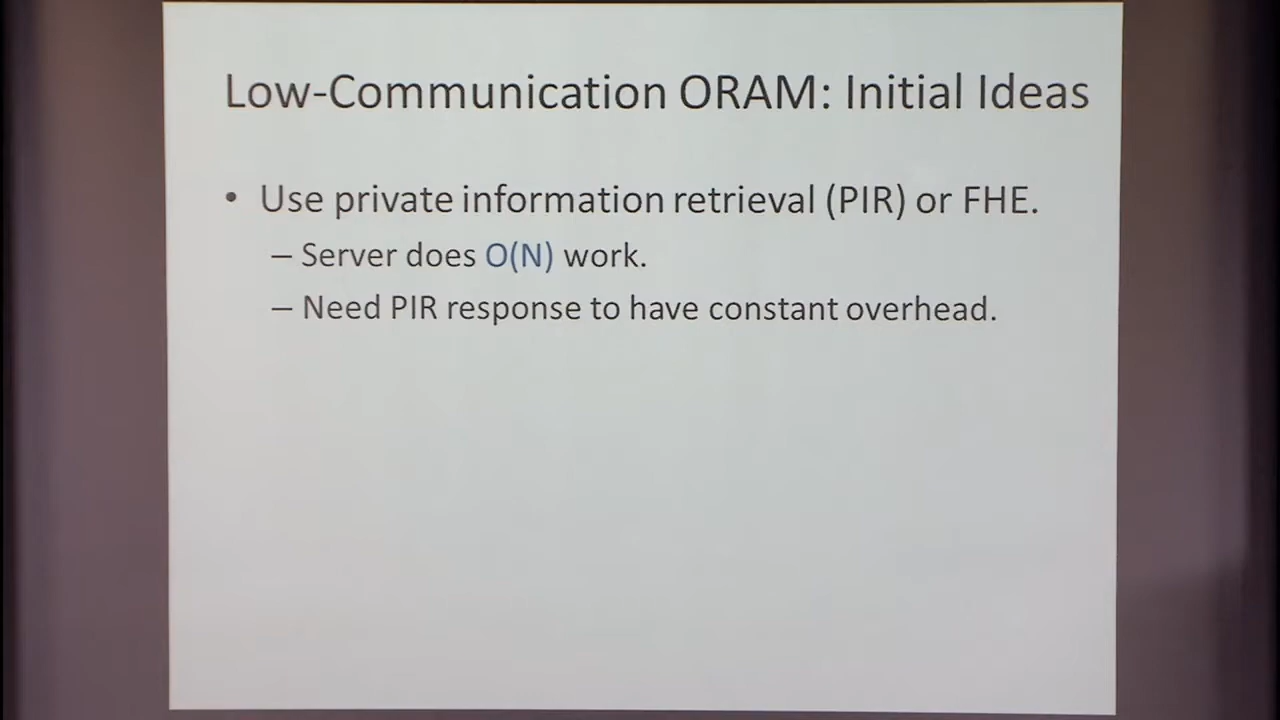 Low-Communication ORAM: Initial Ideas
• Use private information retrieval (PIR) or FHE.
– Server does O(N) work.
– Need PIR response to have constant overhead.